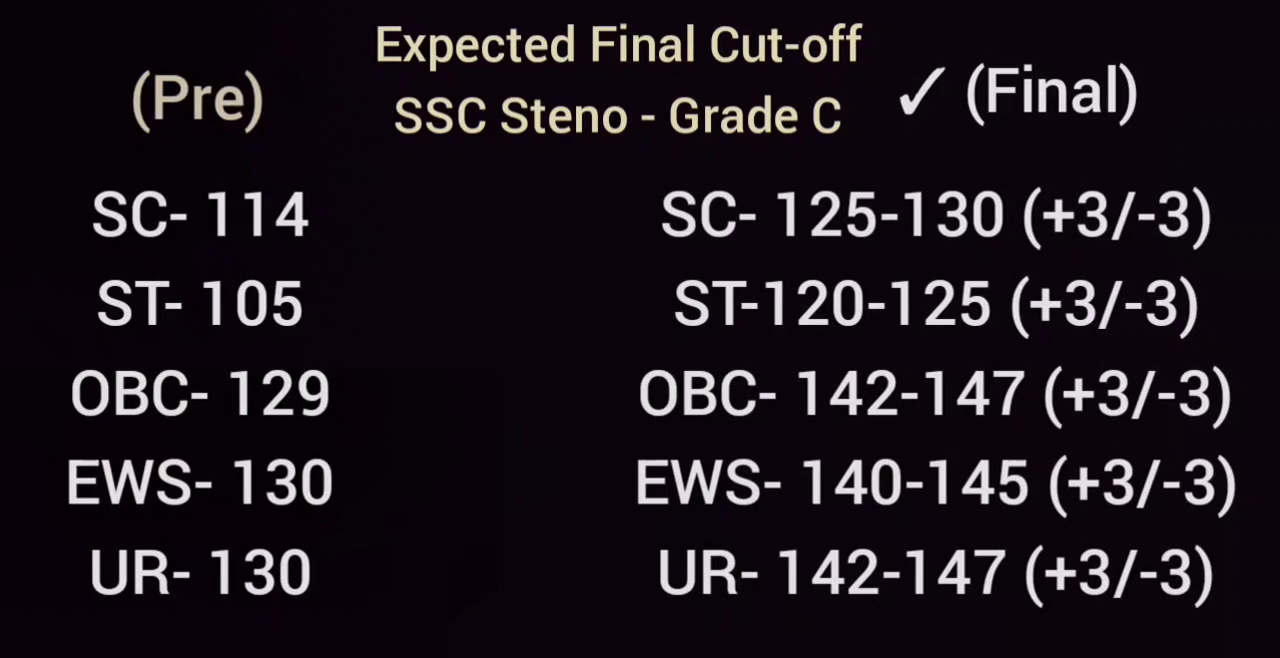 Expected Final Cut-off
SSC Steno - Grade C
(Pre)
✓ (Final)
SC- 114
SC- 125-130 (+3/-3)
ST- 105
ST-120-125 (+3/-3)
OBC- 129
OBC- 142-147 (+3/-3)
EWS- 130
EWS- 140-145 (+3/-3)
UR- 130
UR- 142-147 (+3/-3)